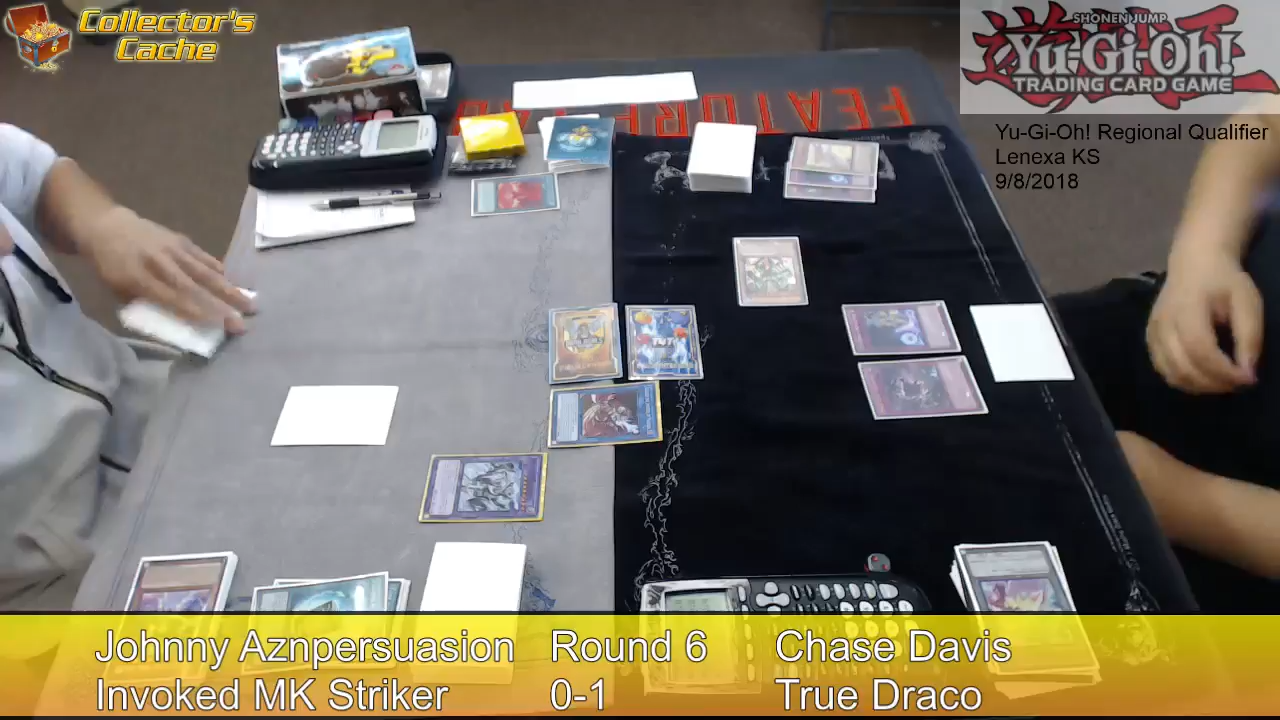 Collector's
Cache
SHONEN JUMP
Yu-Gi-Oh!
TRADING CARD GAME
Yu-Gi-Oh! Regional Qualifier
Lenexa KS
9/8/2018
FEATURE
Johnny Aznpersuasion Round 6 Chase Davis
Invoked MK Striker 0-1 True Draco